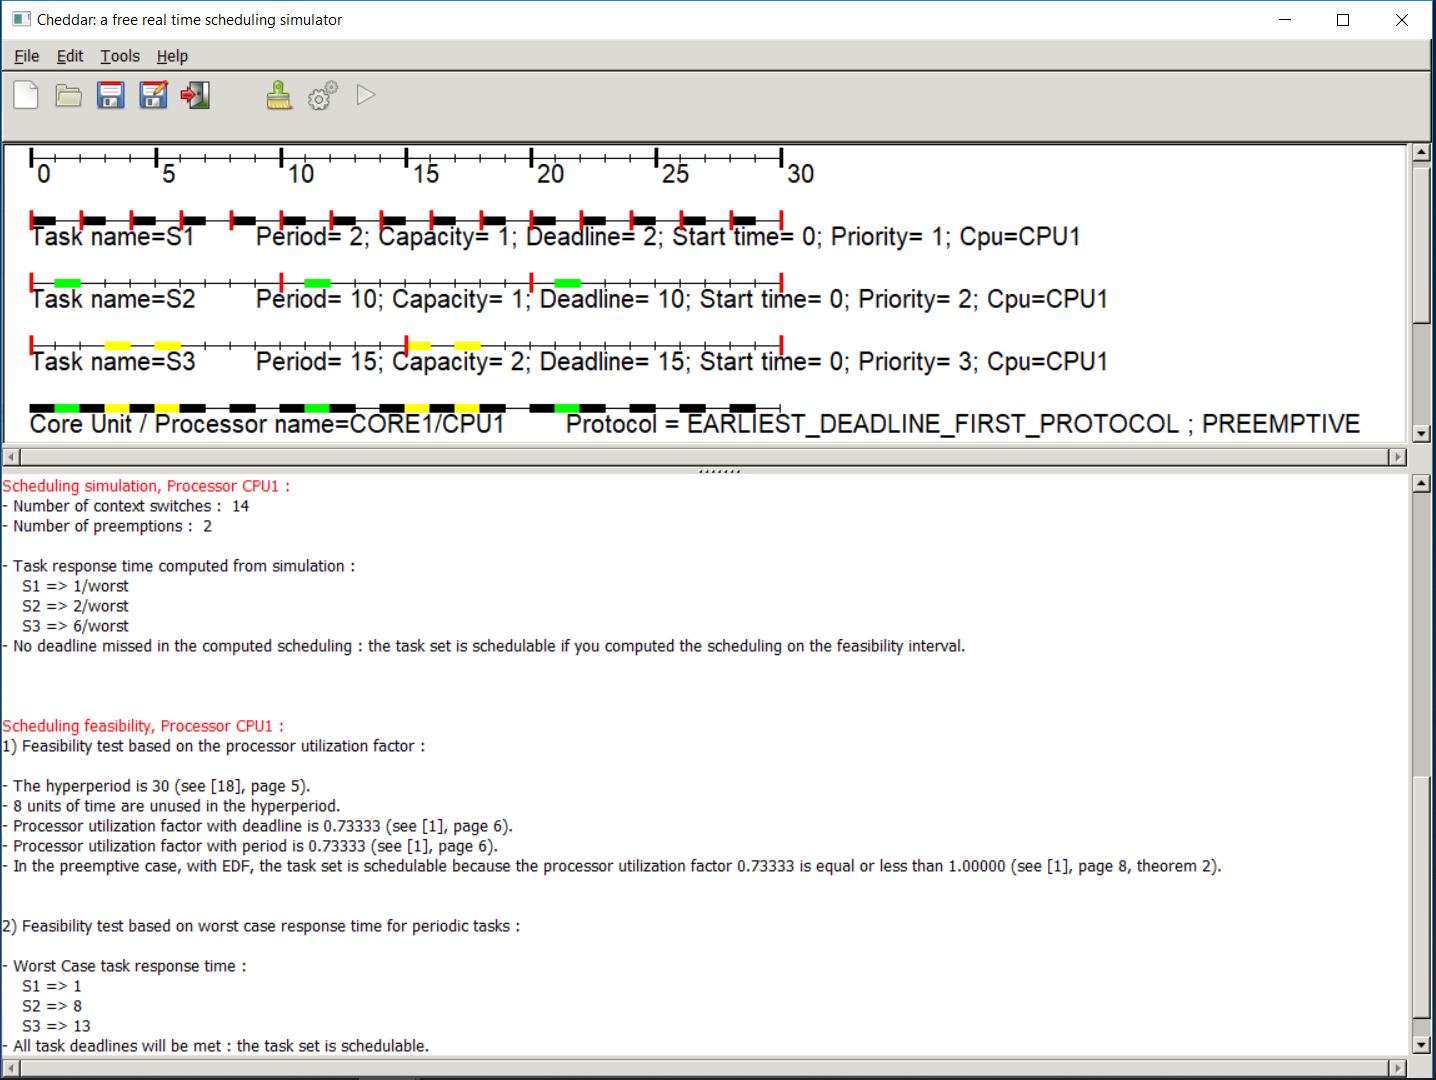 Cheddar: a free real time scheduling simulator
File Edit Tools Help
0 5 10 15 20 25 30
Task name=S1 Period= 2; Capacity= 1; Deadline= 2; Start time= 0; Priority= 1; Cpu=CPU1
Task name=S2 Period= 10; Capacity= 1; Deadline= 10; Start time= 0; Priority= 2; Cpu=CPU1
Task name=S3 Period= 15; Capacity= 2; Deadline= 15; Start time= 0; Priority= 3; Cpu=CPU1
Core Unit / Processor name=CORE1/CPU1 Protocol = EARLIEST_DEADLINE_FIRST_PROTOCOL ; PREEMPTIVE
Scheduling simulation, Processor CPU1 :
- Number of context switches : 14
- Number of preemptions : 2
- Task response time computed from simulation :
S1 => 1/worst
S2 => 2/worst
S3 => 6/worst
- No deadline missed in the computed scheduling : the task set is schedulable if you computed the scheduling on the feasibility interval.
Scheduling feasibility, Processor CPU1 :
1) Feasibility test based on the processor utilization factor :
- The hyperperiod is 30 (see [18], page 5).
- 8 units of time are unused in the hyperperiod.
- Processor utilization factor with deadline is 0.73333 (see [1], page 6).
- Processor utilization factor with period is 0.73333 (see [1], page 6).
- In the preemptive case, with EDF, the task set is schedulable because the processor utilization factor 0.73333 is equal or less than 1.00000 (see [1], page 8, theorem 2).
2) Feasibility test based on worst case response time for periodic tasks :
- Worst Case task response time :
S1 => 1
S2 => 8
S3 => 13
- All task deadlines will be met : the task set is schedulable.